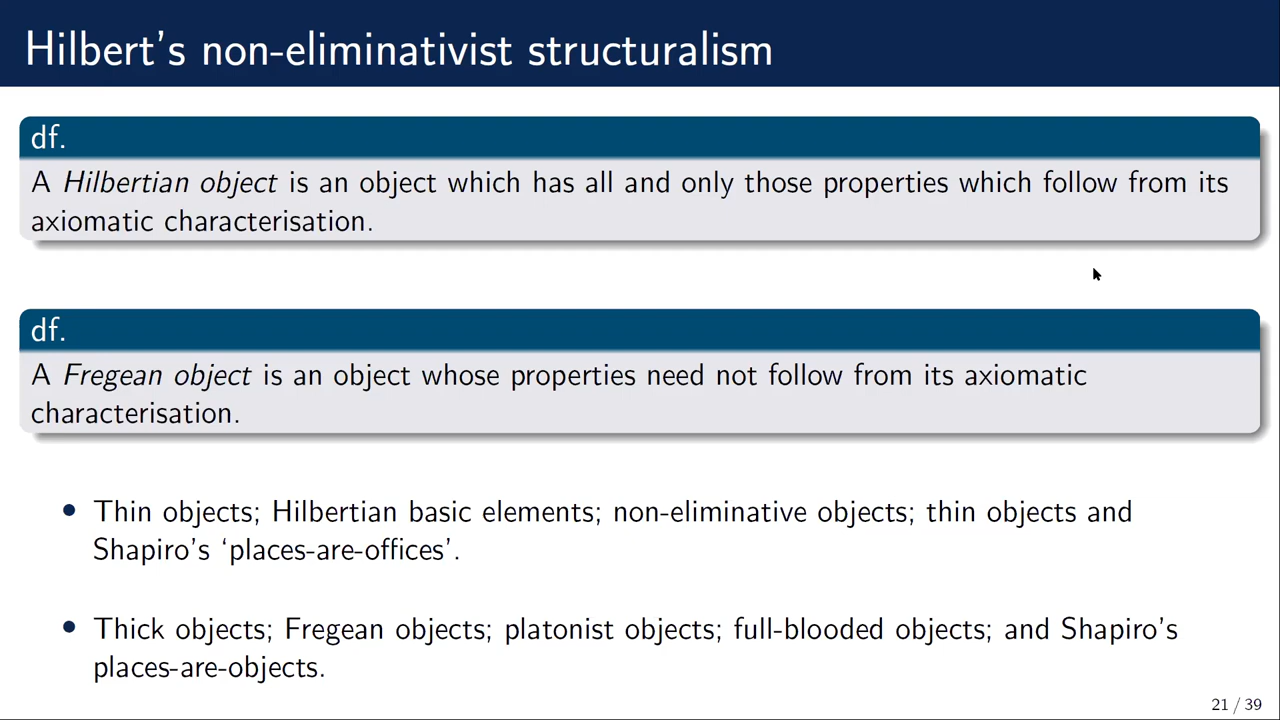 Hilbert's non-eliminativist structuralism
df.
A Hilbertian object is an object which has all and only those properties which follow from its
axiomatic characterisation.
df.
A Fregean object is an object whose properties need not follow from its axiomatic
characterisation.
• Thin objects; Hilbertian basic elements; non-eliminative objects; thin objects and
Shapiro's ‘places-are-offices’.
• Thick objects; Fregean objects; platonist objects; full-blooded objects; and Shapiro's
places-are-objects.
21 / 39